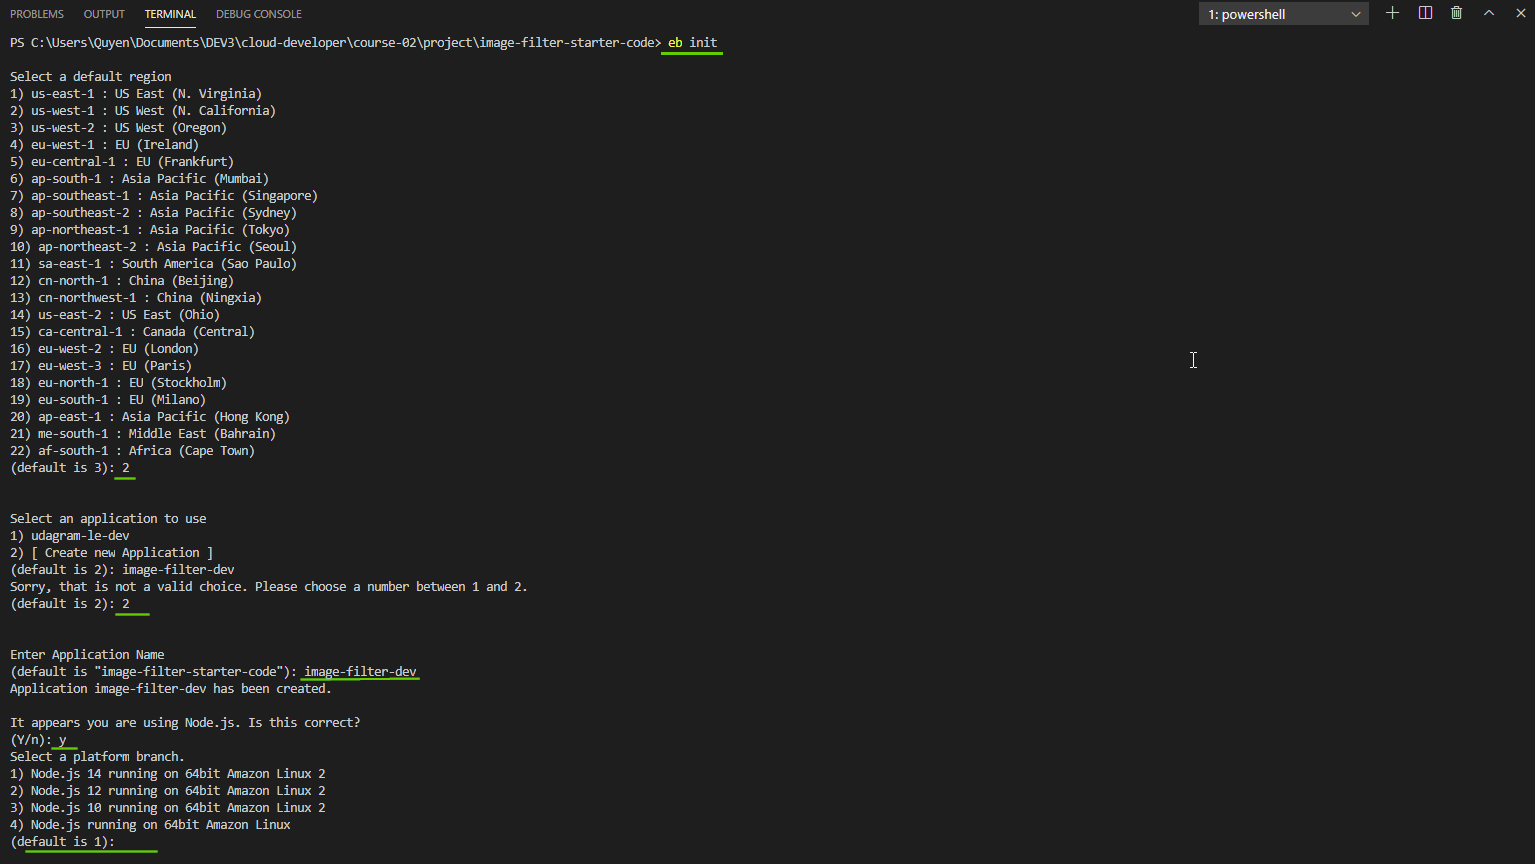 PROBLEMS OUTPUT TERMINAL DEBUG CONSOLE 1: powershell
PS C:\Users\Quyen\Documents\DEV3\cloud-developer\course-02\project\image-filter-starter-code> eb init
Select a default region
1) us-east-1 : US East (N. Virginia)
2) us-west-1 : US West (N. California)
3) us-west-2 : US West (Oregon)
4) eu-west-1 : EU (Ireland)
5) eu-central-1 : EU (Frankfurt)
6) ap-south-1 : Asia Pacific (Mumbai)
7) ap-southeast-1 : Asia Pacific (Singapore)
8) ap-southeast-2 : Asia Pacific (Sydney)
9) ap-northeast-1 : Asia Pacific (Tokyo)
10) ap-northeast-2 : Asia Pacific (Seoul)
11) sa-east-1 : South America (Sao Paulo)
12) cn-north-1 : China (Beijing)
13) cn-northwest-1 : China (Ningxia)
14) us-east-2 : US East (Ohio)
15) ca-central-1 : Canada (Central)
16) eu-west-2 : EU (London)
17) eu-west-3 : EU (Paris)
18) eu-north-1 : EU (Stockholm)
19) eu-south-1 : EU (Milano)
20) ap-east-1 : Asia Pacific (Hong Kong)
21) me-south-1 : Middle East (Bahrain)
22) af-south-1 : Africa (Cape Town)
(default is 3): 2
Select an application to use
1) udagram-le-dev
2) [ Create new Application ]
(default is 2): image-filter-dev
Sorry, that is not a valid choice. Please choose a number between 1 and 2.
(default is 2): 2
Enter Application Name
(default is "image-filter-starter-code"): image-filter-dev
Application image-filter-dev has been created.
It appears you are using Node.js. Is this correct?
(Y/n): y
Select a platform branch.
1) Node.js 14 running on 64bit Amazon Linux 2
2) Node.js 12 running on 64bit Amazon Linux 2
3) Node.js 10 running on 64bit Amazon Linux 2
4) Node.js running on 64bit Amazon Linux
(default is 1):